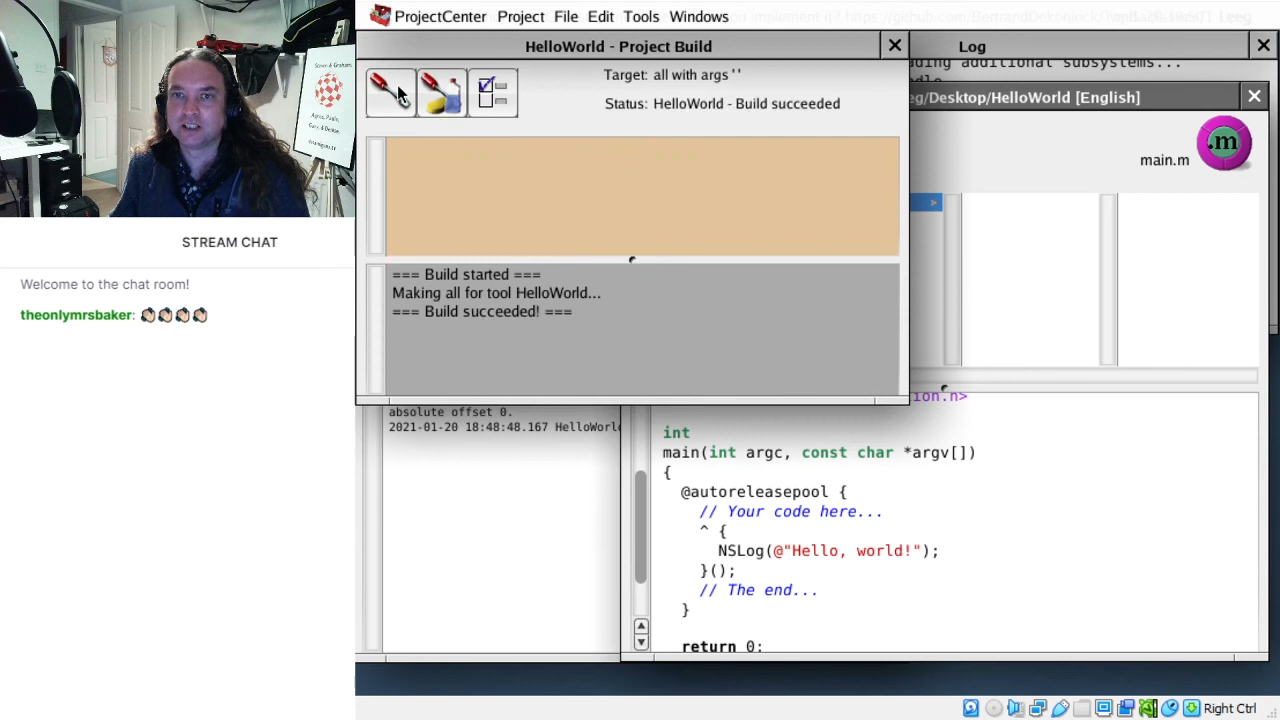 ProjectCenter Project File Edit Tools Windows
HelloWorld - Project Build
Log
Target: all with args ''
Status: HelloWorld - Build succeeded
additional subsystems...
/Desktop/HelloWorld [English]
main.m
.m
STREAM CHAT
Welcome to the chat room!
theonlymrsbaker:
=== Build started ===
Making all for tool HelloWorld...
=== Build succeeded! ===
absolute offset 0.
2021-01-20 18:48:48.167
int
main(int argc, const char *argv[])
{
@autoreleasepool {
// Your code here...
^ {
NSLog(@"Hello, world!");
}();
// The end...
}
return 0;
Right Ctrl